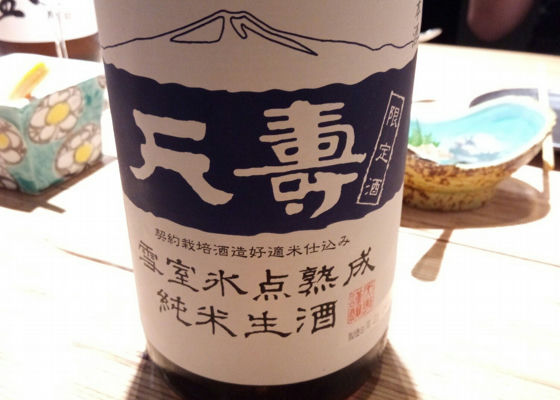 天壽
限定酒
契約栽培酒造好適米仕込み
雪室氷点熟成
純米生酒